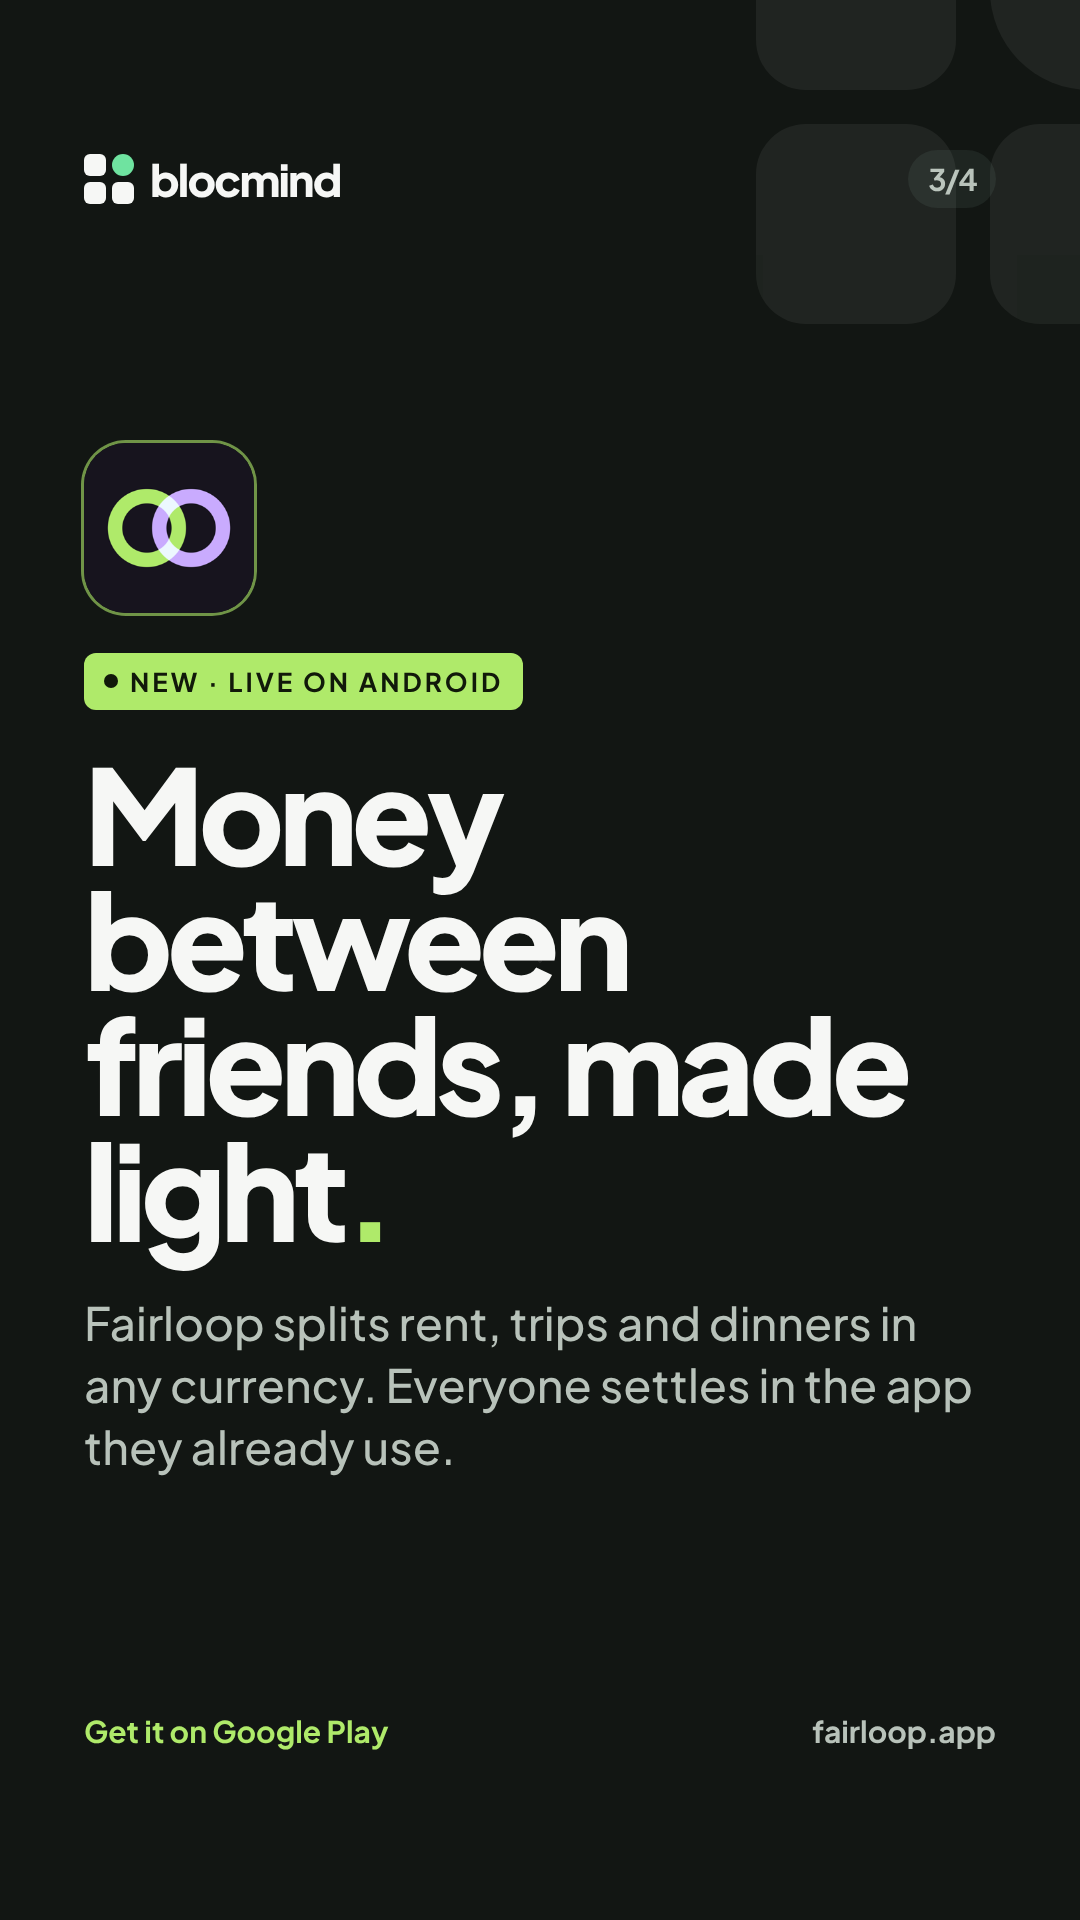 blocmind
3/4
NEW · LIVE ON ANDROID
Money
between
friends, made
light.
Fairloop splits rent, trips and dinners in
any currency. Everyone settles in the app
they already use.
Get it on Google Play
fairloop.app